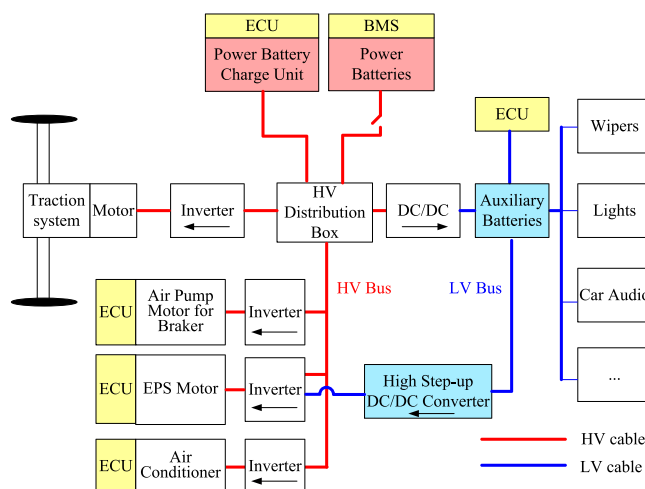 ECU
Power Battery
Charge Unit
BMS
Power
Batteries
ECU
Wipers
Traction
system
Motor
Inverter
HV
Distribution
Box
DC/DC
Auxiliary
Batteries
Lights
HV Bus
LV Bus
ECU
Air Pump
Motor for
Braker
Inverter
Car Audio
ECU
EPS Motor
Inverter
High Step-up
DC/DC Converter
...
ECU
Air
Conditioner
Inverter
HV cable
LV cable